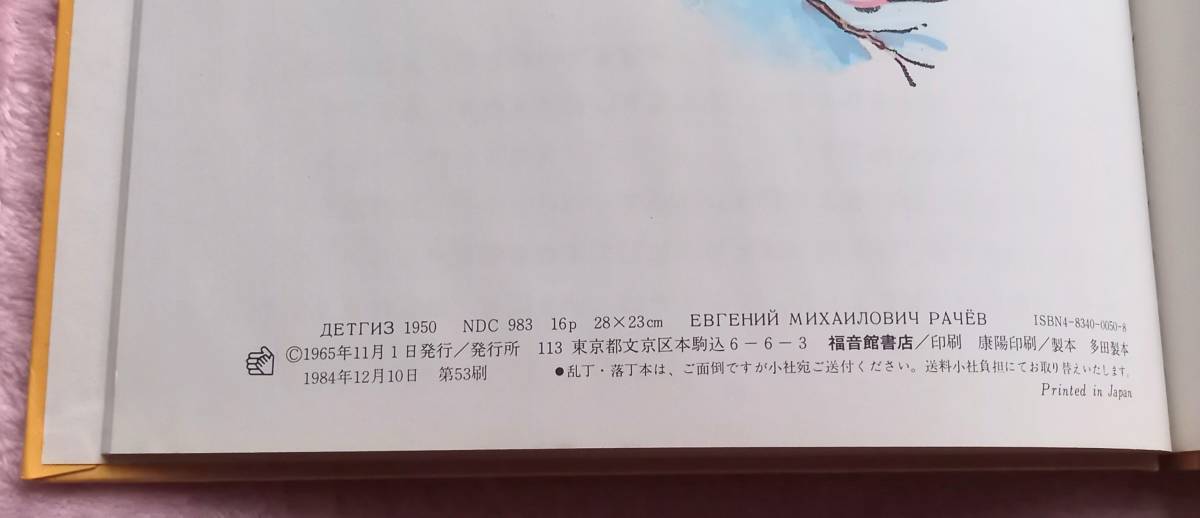 ДЕТГИЗ 1950 NDC 983 16p 28×23cm ЕВГЕНИЙ МИХАИЛОВИЧ РАЧЁВ ISBN4-8340-0050-8
©1965年11月1日発行/発行所 113 東京都文京区本駒込6-6-3 福音館書店/印刷 康陽印刷/製本 多田製本
1984年12月10日 第53刷 ●乱丁・落丁本は、ご面倒ですが小社宛ご送付ください。送料小社負担にてお取り替えいたします。
Printed in Japan